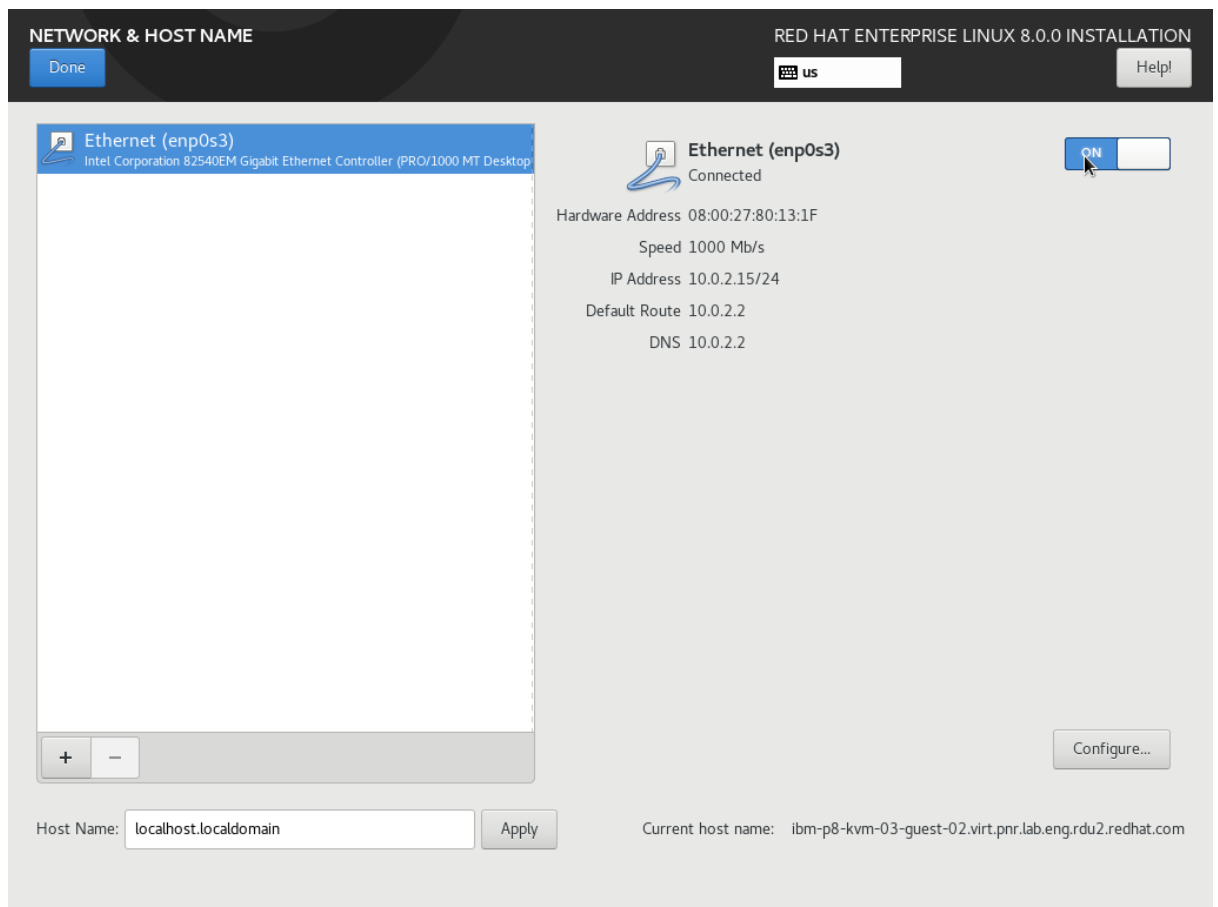 NETWORK & HOST NAME
RED HAT ENTERPRISE LINUX 8.0.0 INSTALLATION
Done
us
Help!
Ethernet (enp0s3)
Intel Corporation 82540EM Gigabit Ethernet Controller (PRO/1000 MT Desktop
Ethernet (enp0s3)
Connected
ON
Hardware Address 08:00:27:80:13:1F
Speed 1000 Mb/s
IP Address 10.0.2.15/24
Default Route 10.0.2.2
DNS 10.0.2.2
+ −
Configure...
Host Name: localhost.localdomain Apply
Current host name: ibm-p8-kvm-03-guest-02.virt.pnr.lab.eng.rdu2.redhat.com